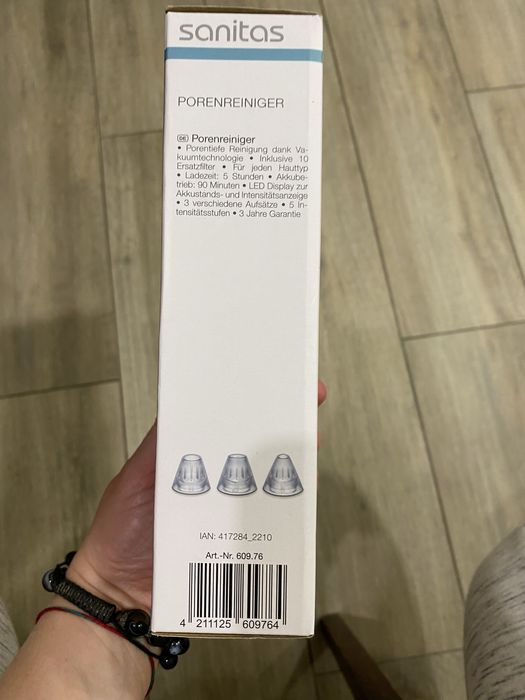 sanitas
PORENREINIGER
DE Porenreiniger
• Porentiefe Reinigung dank Va-
kuumtechnologie • Inklusive 10
Ersatzfilter • Für jeden Hauttyp
• Ladezeit: 5 Stunden • Akkube-
trieb: 90 Minuten • LED Display zur
Akkustands- und Intensitätsanzeige
• 3 verschiedene Aufsätze • 5 In-
tensitätsstufen • 3 Jahre Garantie
IAN: 417284_2210
Art.-Nr. 609.76
4 211125 609764